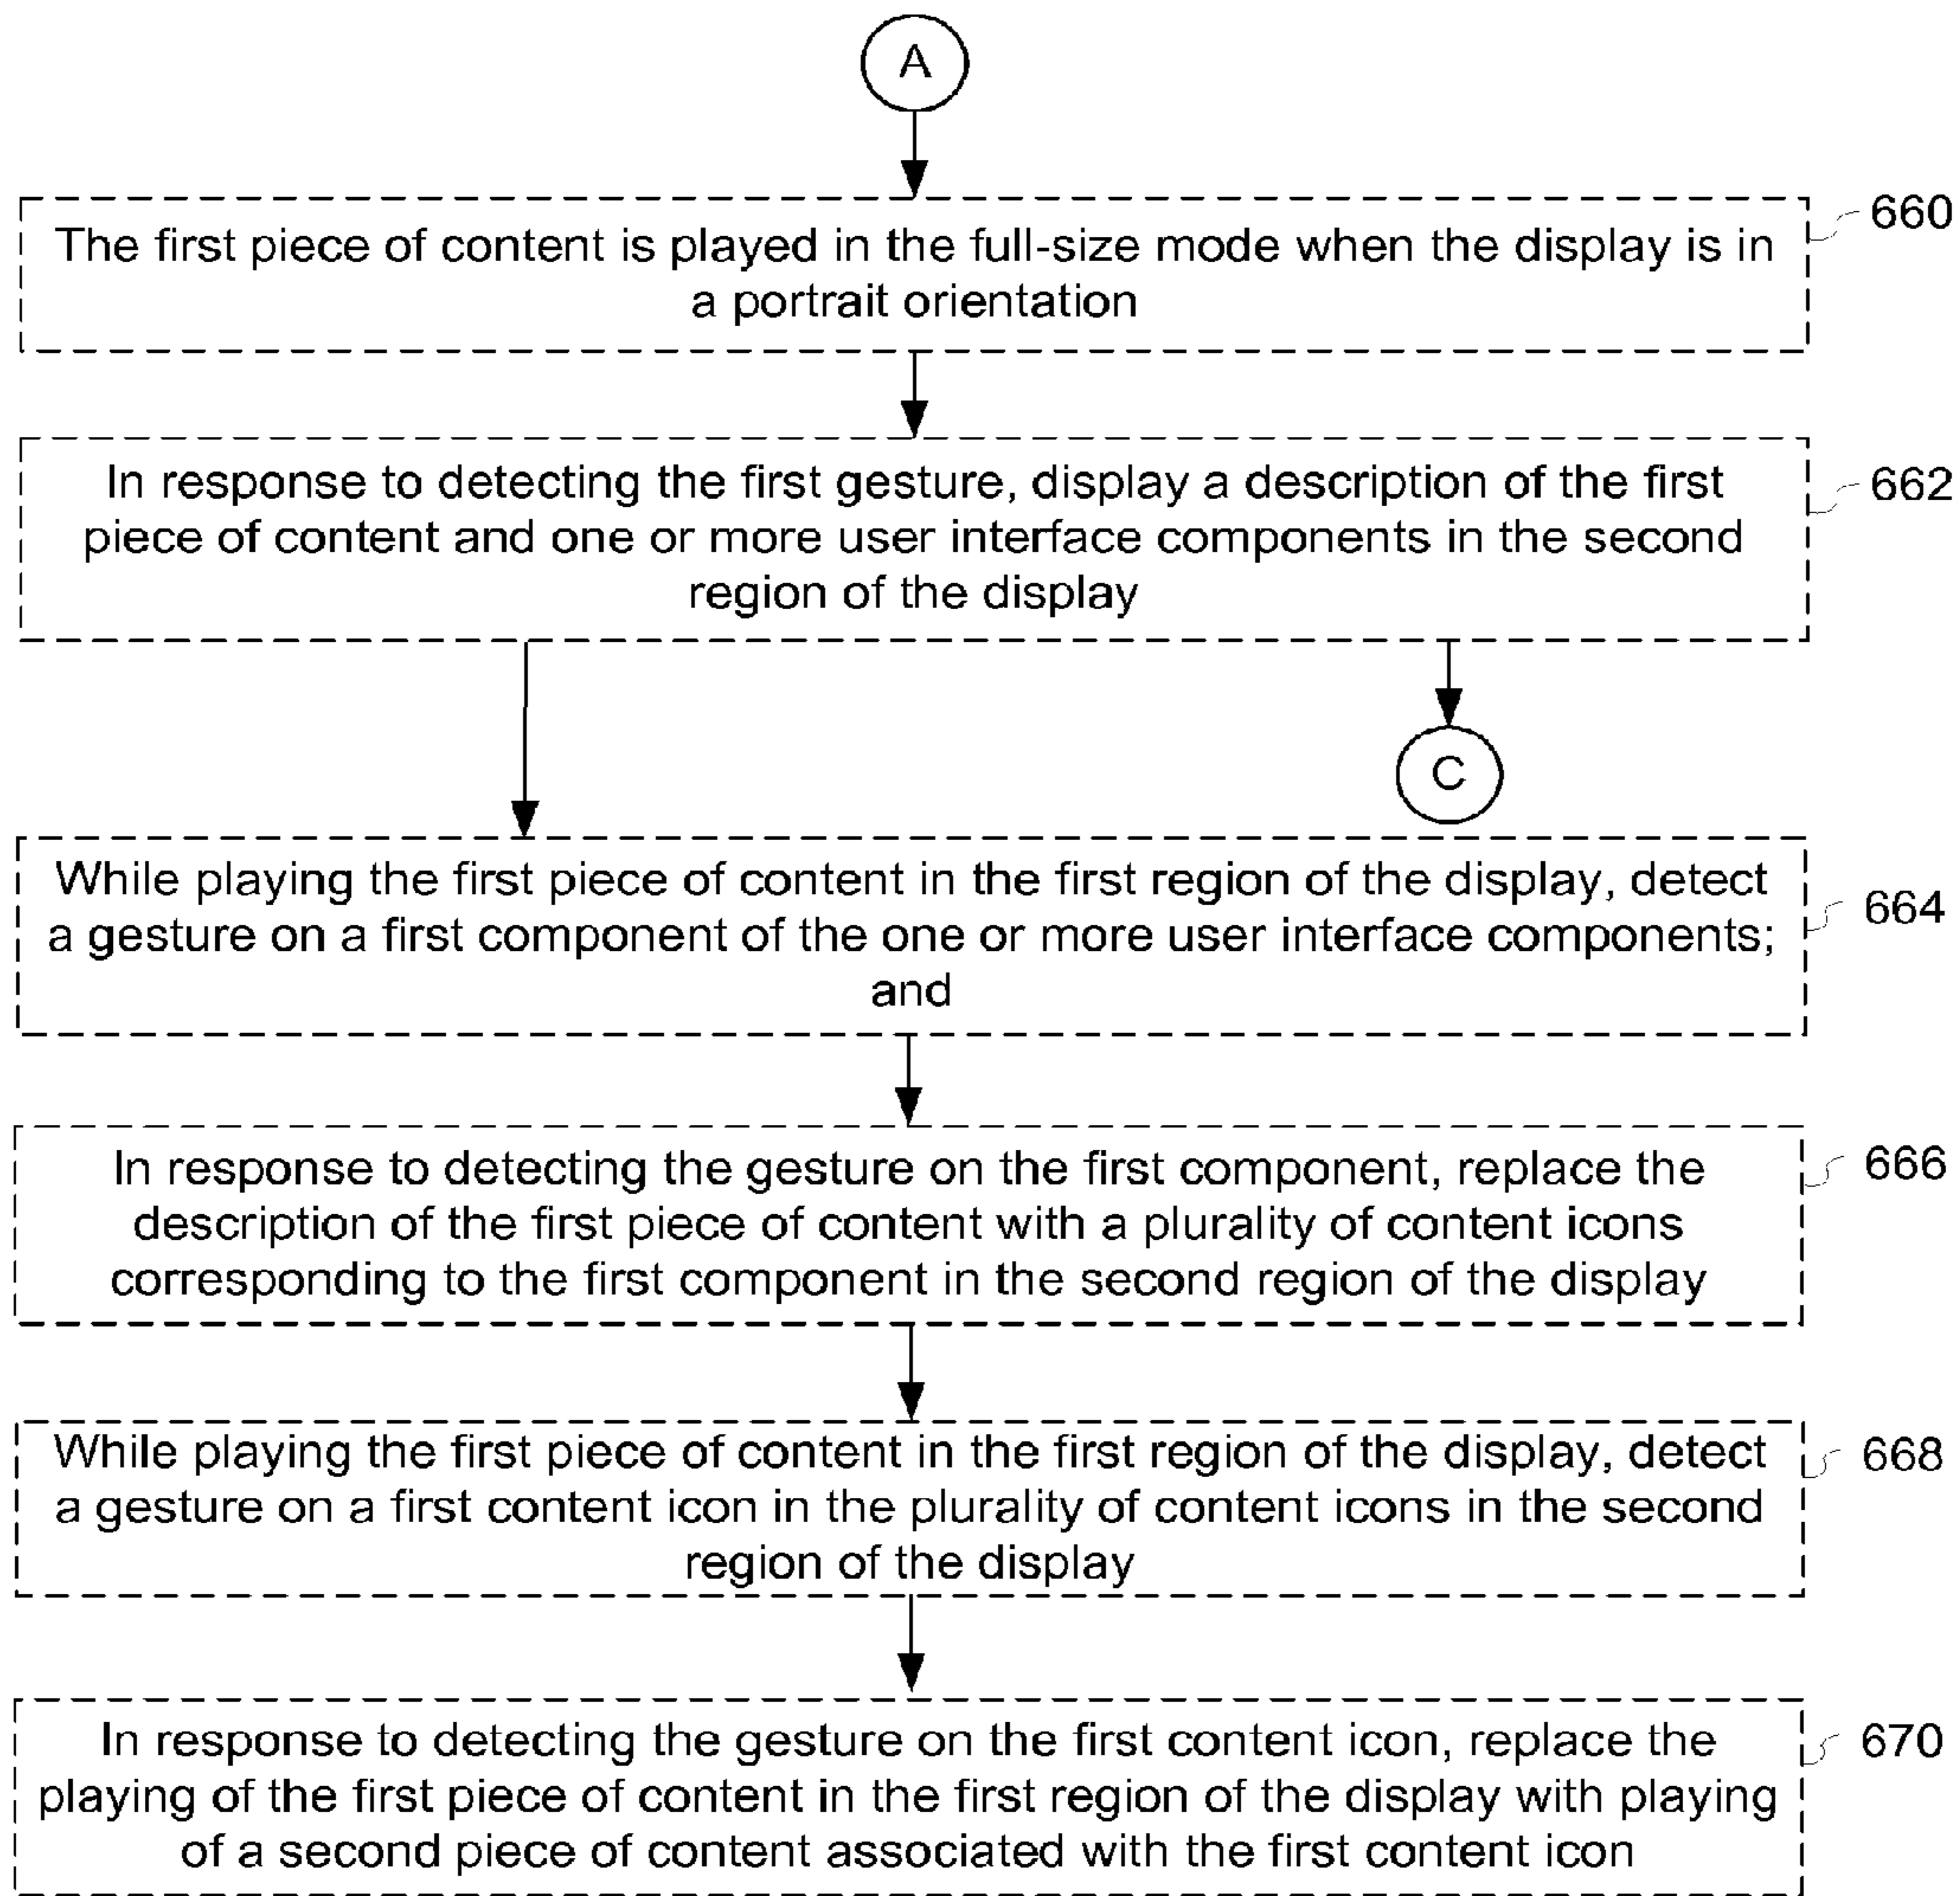 A
The first piece of content is played in the full-size mode when the display is in
a portrait orientation
660
In response to detecting the first gesture, display a description of the first
piece of content and one or more user interface components in the second
region of the display
662
C
While playing the first piece of content in the first region of the display, detect
a gesture on a first component of the one or more user interface components;
and
664
In response to detecting the gesture on the first component, replace the
description of the first piece of content with a plurality of content icons
corresponding to the first component in the second region of the display
666
While playing the first piece of content in the first region of the display, detect
a gesture on a first content icon in the plurality of content icons in the second
region of the display
668
In response to detecting the gesture on the first content icon, replace the
playing of the first piece of content in the first region of the display with playing
of a second piece of content associated with the first content icon
670